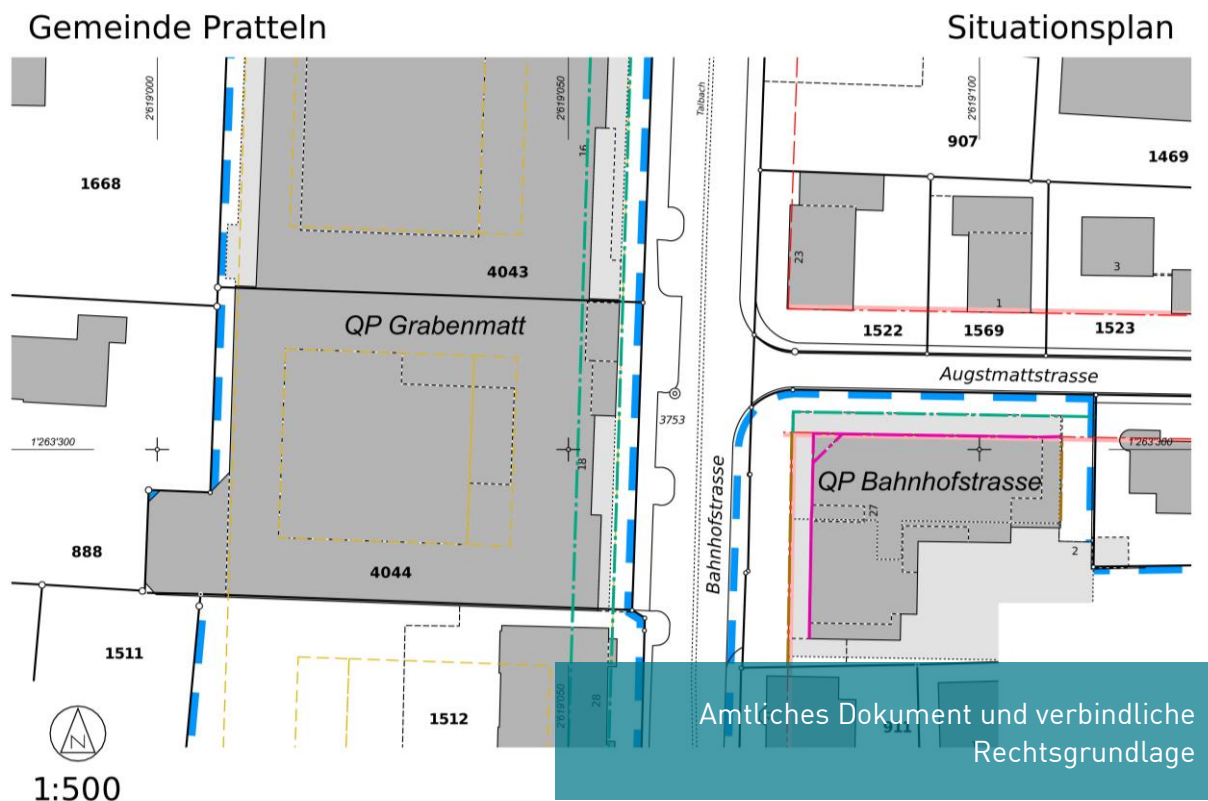 Gemeinde Pratteln
Situationsplan
2'619'000
2'619'050
Talbach
2'619'100
907
1469
1668
16
23
3
4043
1
QP Grabenmatt
1522
1569
1523
Augstmattstrasse
3753
1'263'300
1'263'300
18
Bahnhofstrasse
QP Bahnhofstrasse
27
888
2
4044
1511
1512
2'619'050
28
911
Amtliches Dokument und verbindliche
Rechtsgrundlage
N
1:500